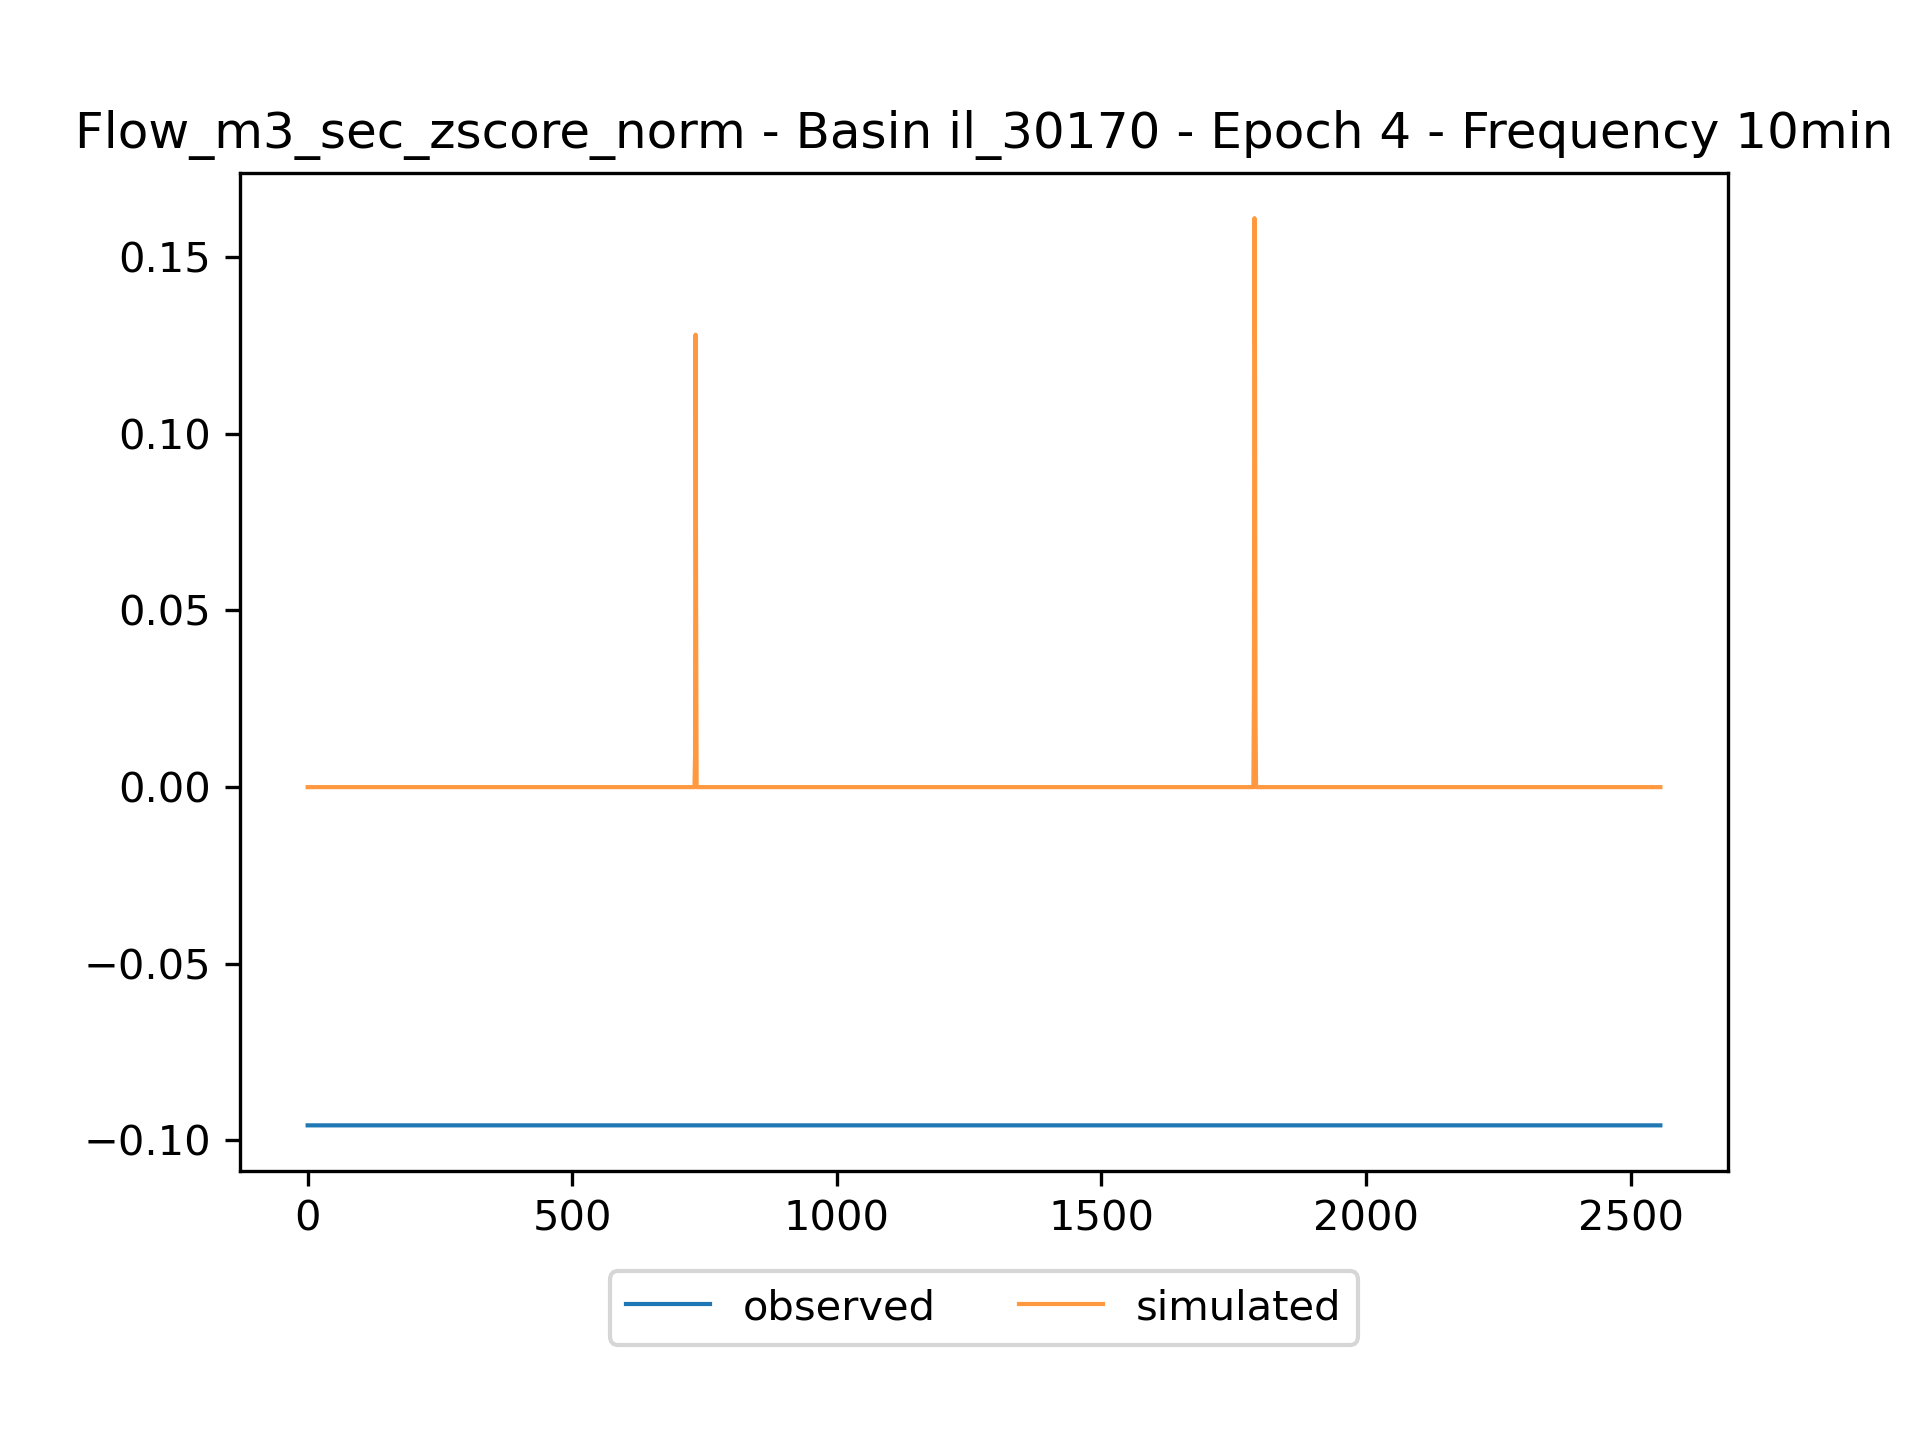 Flow_m3_sec_zscore_norm - Basin il_30170 - Epoch 4 - Frequency 10min
0.15
0.10
0.05
0.00
−0.05
−0.10
0 500 1000 1500 2000 2500
observed simulated